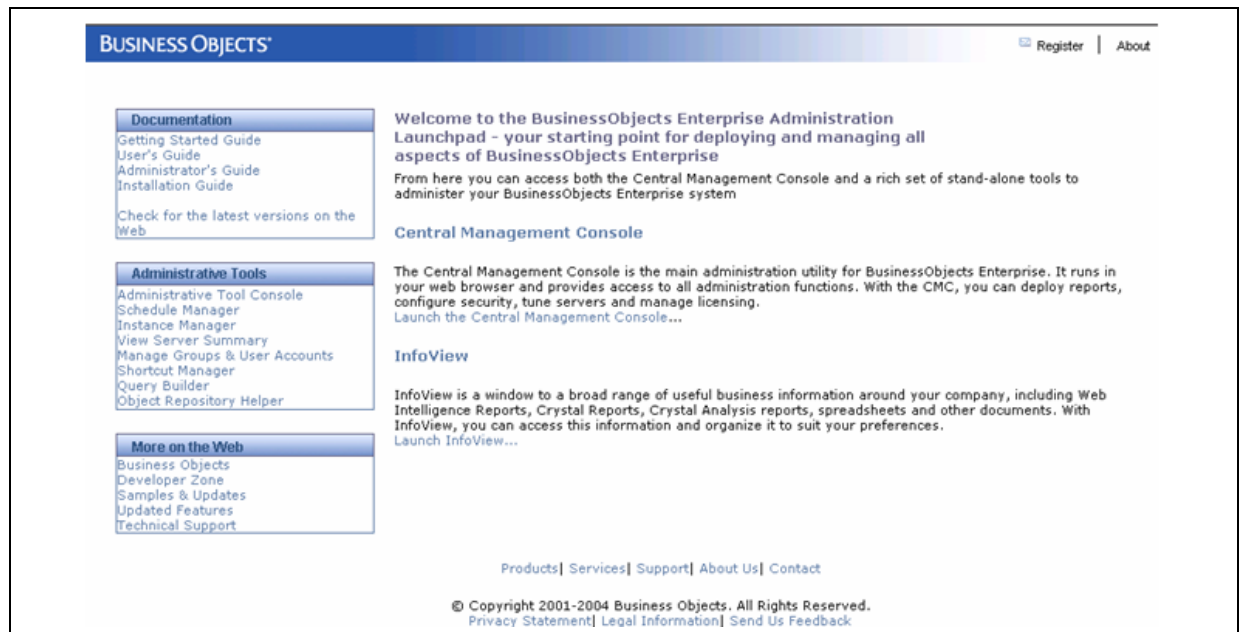 BUSINESS OBJECTS®
Register | About
Documentation
Getting Started Guide
User's Guide
Administrator's Guide
Installation Guide
Check for the latest versions on the
Web
Administrative Tools
Administrative Tool Console
Schedule Manager
Instance Manager
View Server Summary
Manage Groups & User Accounts
Shortcut Manager
Query Builder
Object Repository Helper
More on the Web
Business Objects
Developer Zone
Samples & Updates
Updated Features
Technical Support
Welcome to the BusinessObjects Enterprise Administration
Launchpad - your starting point for deploying and managing all
aspects of BusinessObjects Enterprise
From here you can access both the Central Management Console and a rich set of stand-alone tools to
administer your BusinessObjects Enterprise system
Central Management Console
The Central Management Console is the main administration utility for BusinessObjects Enterprise. It runs in
your web browser and provides access to all administration functions. With the CMC, you can deploy reports,
configure security, tune servers and manage licensing.
Launch the Central Management Console...
InfoView
InfoView is a window to a broad range of useful business information around your company, including Web
Intelligence Reports, Crystal Reports, Crystal Analysis reports, spreadsheets and other documents. With
InfoView, you can access this information and organize it to suit your preferences.
Launch InfoView...
Products| Services| Support| About Us| Contact
© Copyright 2001-2004 Business Objects. All Rights Reserved.
Privacy Statement| Legal Information| Send Us Feedback